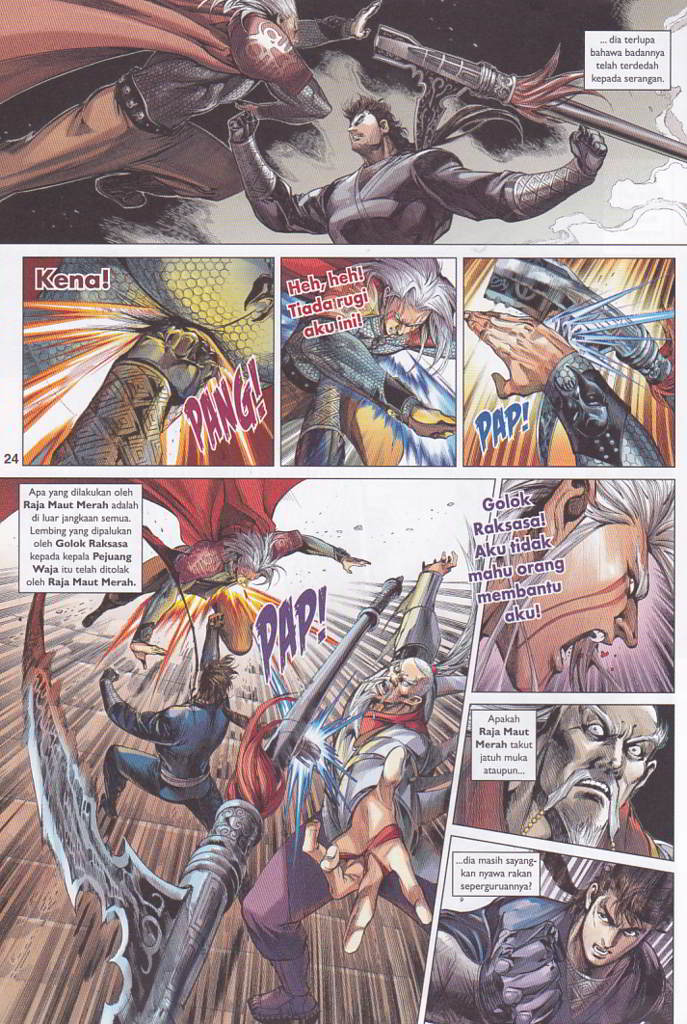 ... dia terlupa
bahawa badannya
telah terdedah
kepada serangan.
Kena!
PANG!
Heh, heh!
Tiada rugi
aku ini!
PAP!
24
Apa yang dilakukan oleh
Raja Maut Merah adalah
di luar jangkaan semua.
Lembing yang dipalukan
oleh Golok Raksasa
kepada kepala Pejuang
Waja itu telah ditolak
oleh Raja Maut Merah.
PAP!
Golok
Raksasa!
Aku tidak
mahu orang
membantu
aku!
Apakah
Raja Maut
Merah takut
jatuh muka
ataupun...
...dia masih sayang-
kan nyawa rakan
seperguruannya?